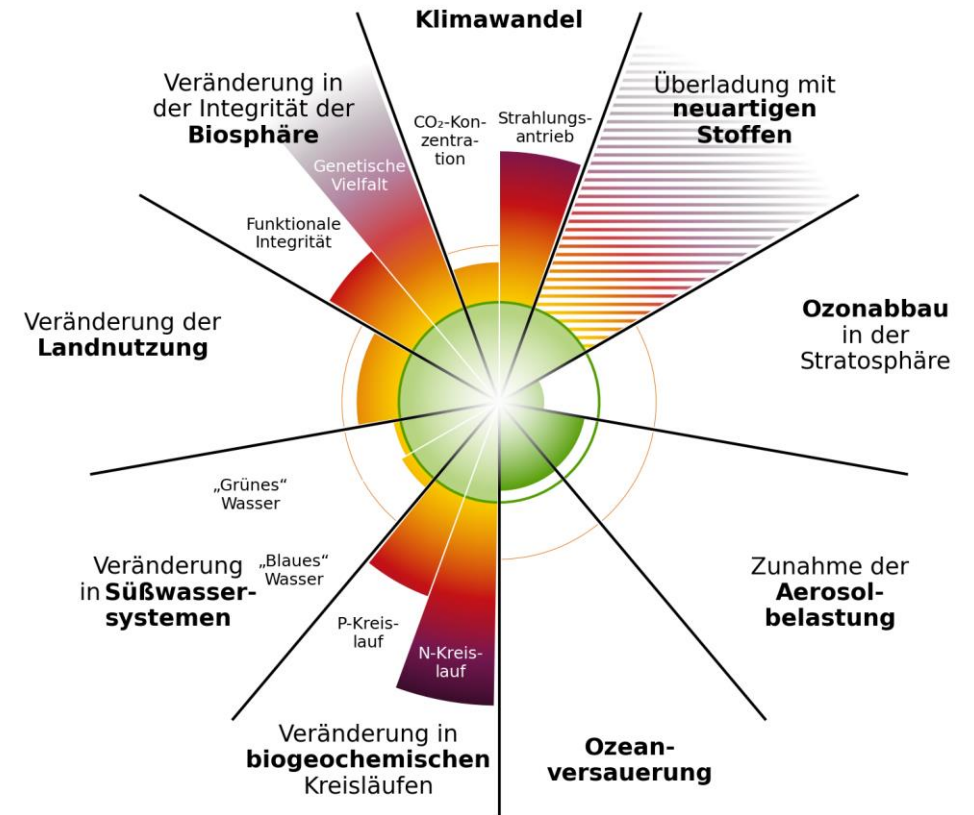 Klimawandel
Veränderung in
der Integrität der
Biosphäre
CO₂-Kon-
zentra-
tion
Strahlungs-
antrieb
Überladung mit
neuartigen
Stoffen
Genetische
Vielfalt
Funktionale
Integrität
Veränderung der
Landnutzung
Ozonabbau
in der
Stratosphäre
„Grünes“
Wasser
„Blaues“
Wasser
Veränderung
in Süßwasser-
systemen
Zunahme der
Aerosol-
belastung
P-Kreis-
lauf
N-Kreis-
lauf
Veränderung in
biogeochemischen
Kreisläufen
Ozean-
versauerung